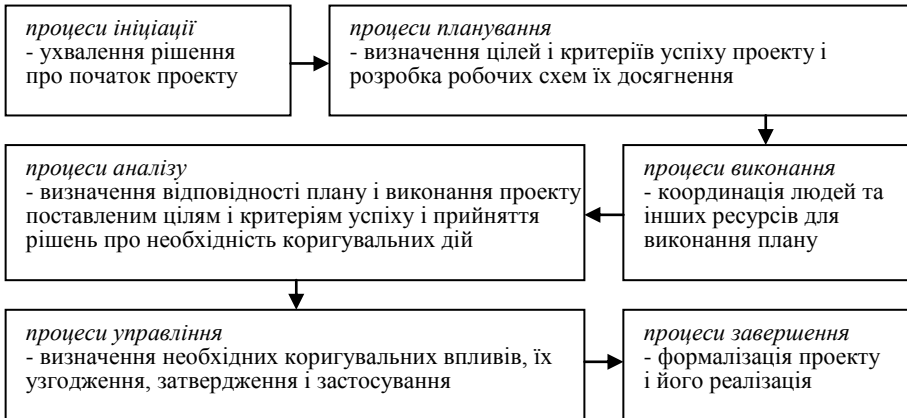 процеси ініціації
- ухвалення рішення
про початок проекту
процеси планування
- визначення цілей і критеріїв успіху проекту і
розробка робочих схем їх досягнення
процеси аналізу
- визначення відповідності плану і виконання проекту
поставленим цілям і критеріям успіху і прийняття
рішень про необхідність коригувальних дій
процеси виконання
- координація людей та
інших ресурсів для
виконання плану
процеси управління
- визначення необхідних коригувальних впливів, їх
узгодження, затвердження і застосування
процеси завершення
- формалізація проекту
і його реалізація